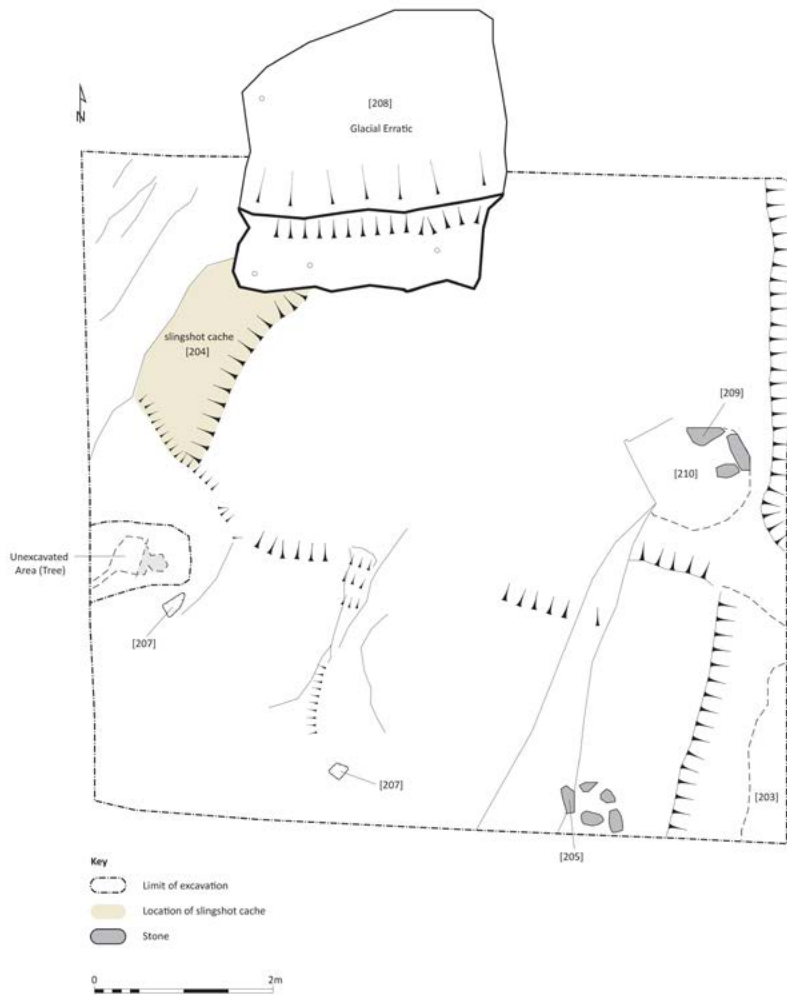 [208]
Glacial Erratic
N
slingshot cache
[204]
[209]
[210]
Unexcavated
Area (Tree)
[207]
[207]
[203]
[205]
Key
Limit of excavation
Location of slingshot cache
Stone
0 2m